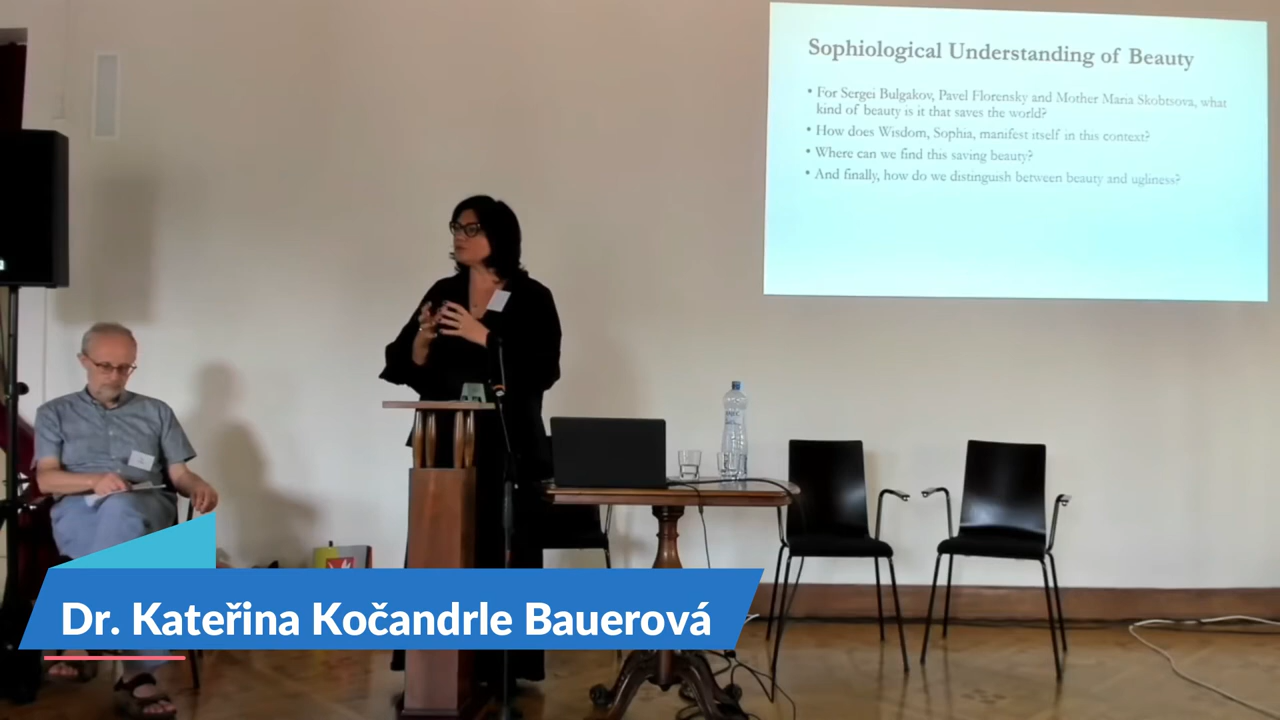 Sophiological Understanding of Beauty
• For Sergei Bulgakov, Pavel Florensky and Mother Maria Skobtsova, what
kind of beauty is it that saves the world?
• How does Wisdom, Sophia, manifest itself in this context?
• Where can we find this saving beauty?
• And finally, how do we distinguish between beauty and ugliness?
Dr. Kateřina Kočandrle Bauerová